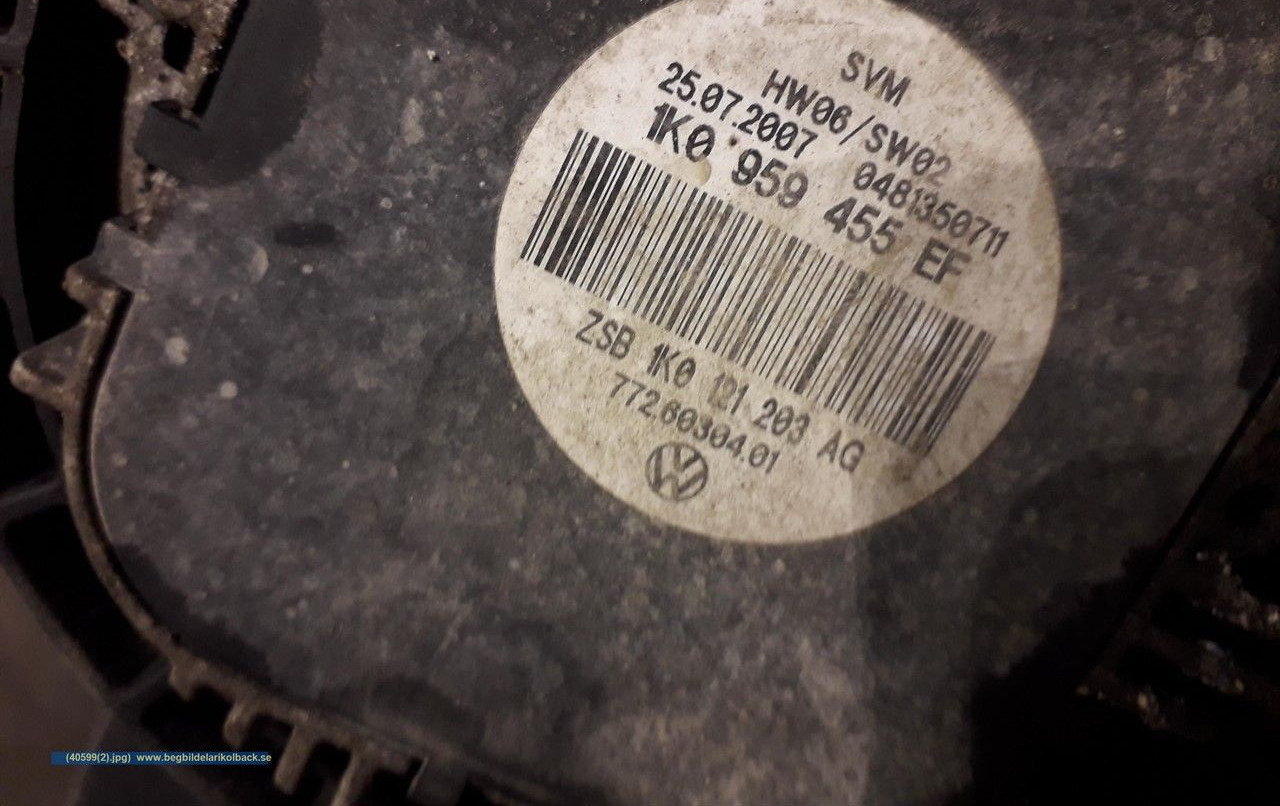 SVM
HW06/SW02
25.07.2007 0481350711
1K0 959 455 EF
ZSB 1K0 121 203 AG
772.60304.01
(40599(2).jpg) www.begbildelarikolback.se